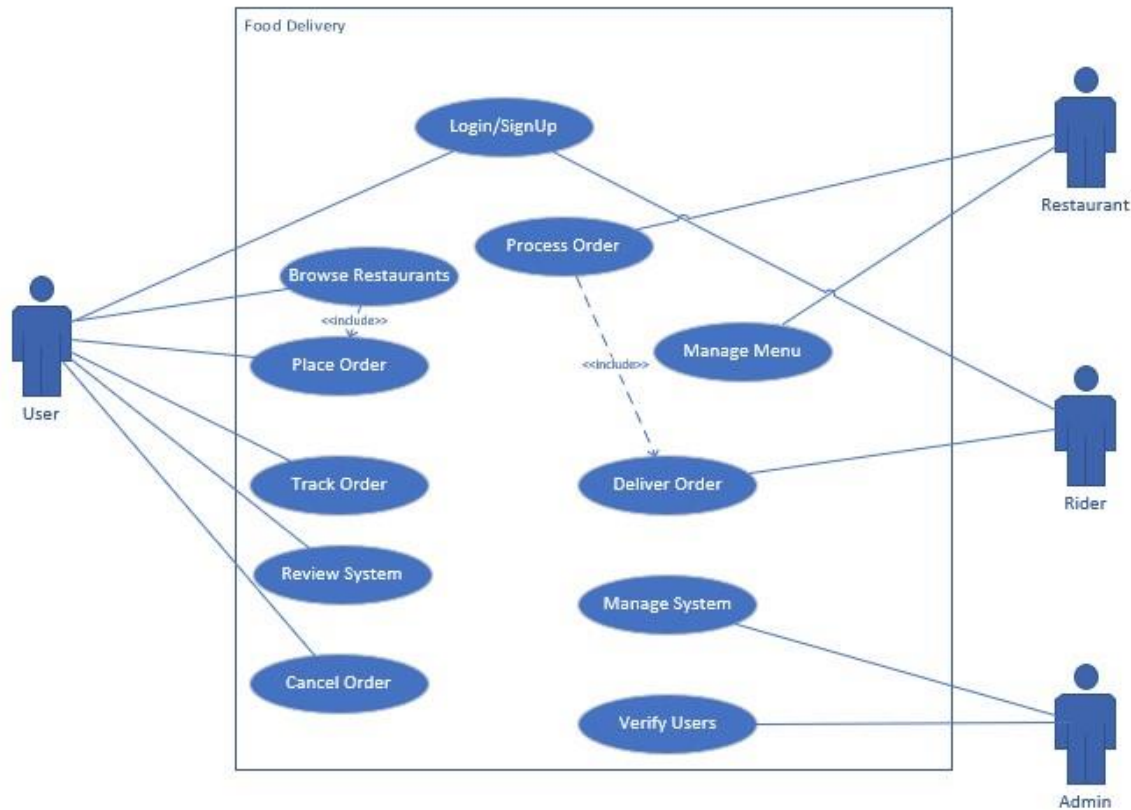 Food Delivery
Login/SignUp
Restaurant
Process Order
Browse Restaurants
<<include>>
Place Order
Manage Menu
<<include>>
User
Track Order
Deliver Order
Rider
Review System
Manage System
Cancel Order
Verify Users
Admin